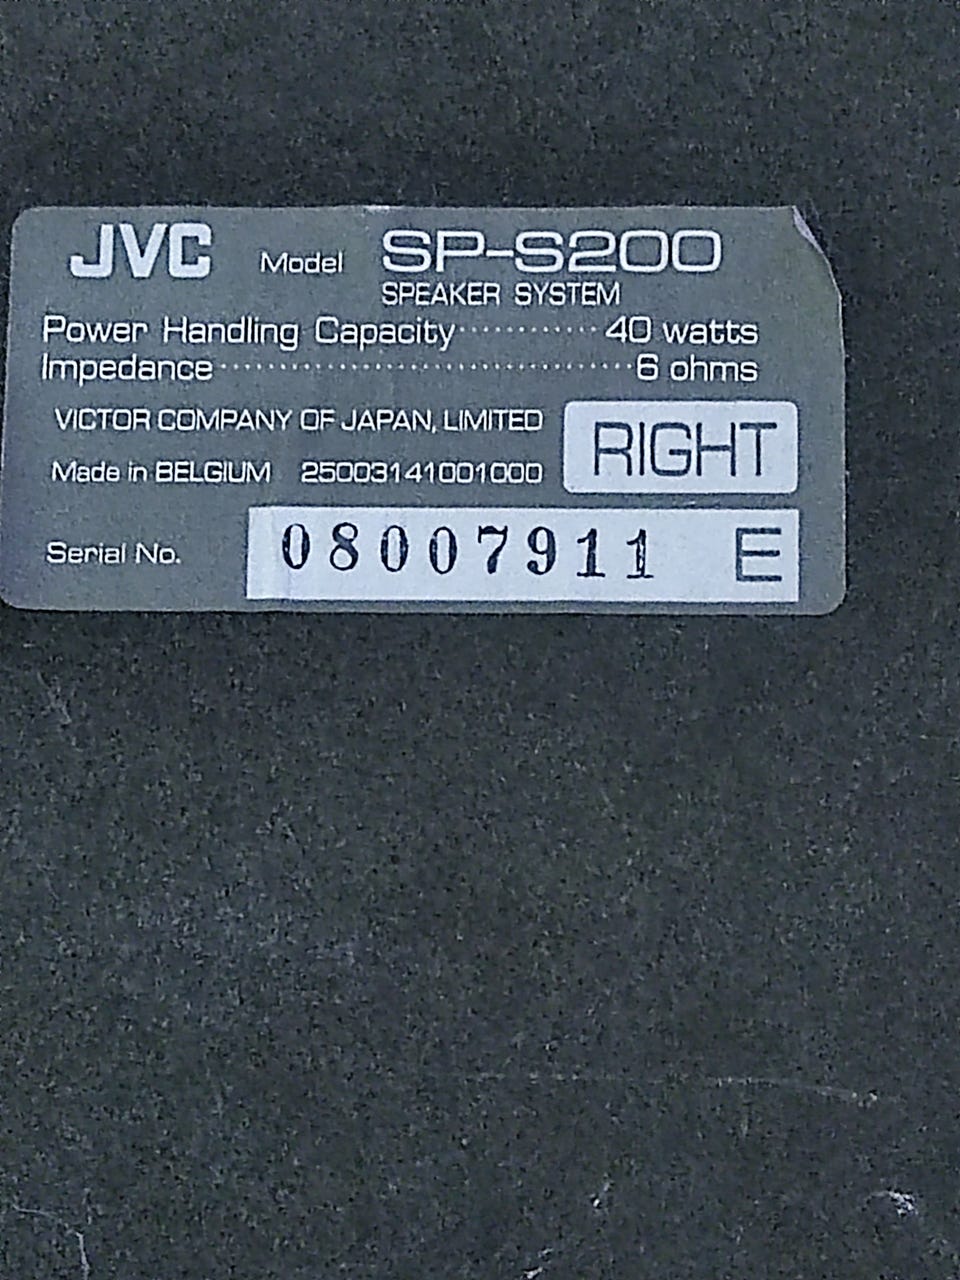 JVC Model SP-S200
SPEAKER SYSTEM
Power Handling Capacity ············ 40 watts
Impedance ································· 6 ohms
VICTOR COMPANY OF JAPAN, LIMITED
RIGHT
Made in BELGIUM 25003141001000
Serial No. 08007911 E